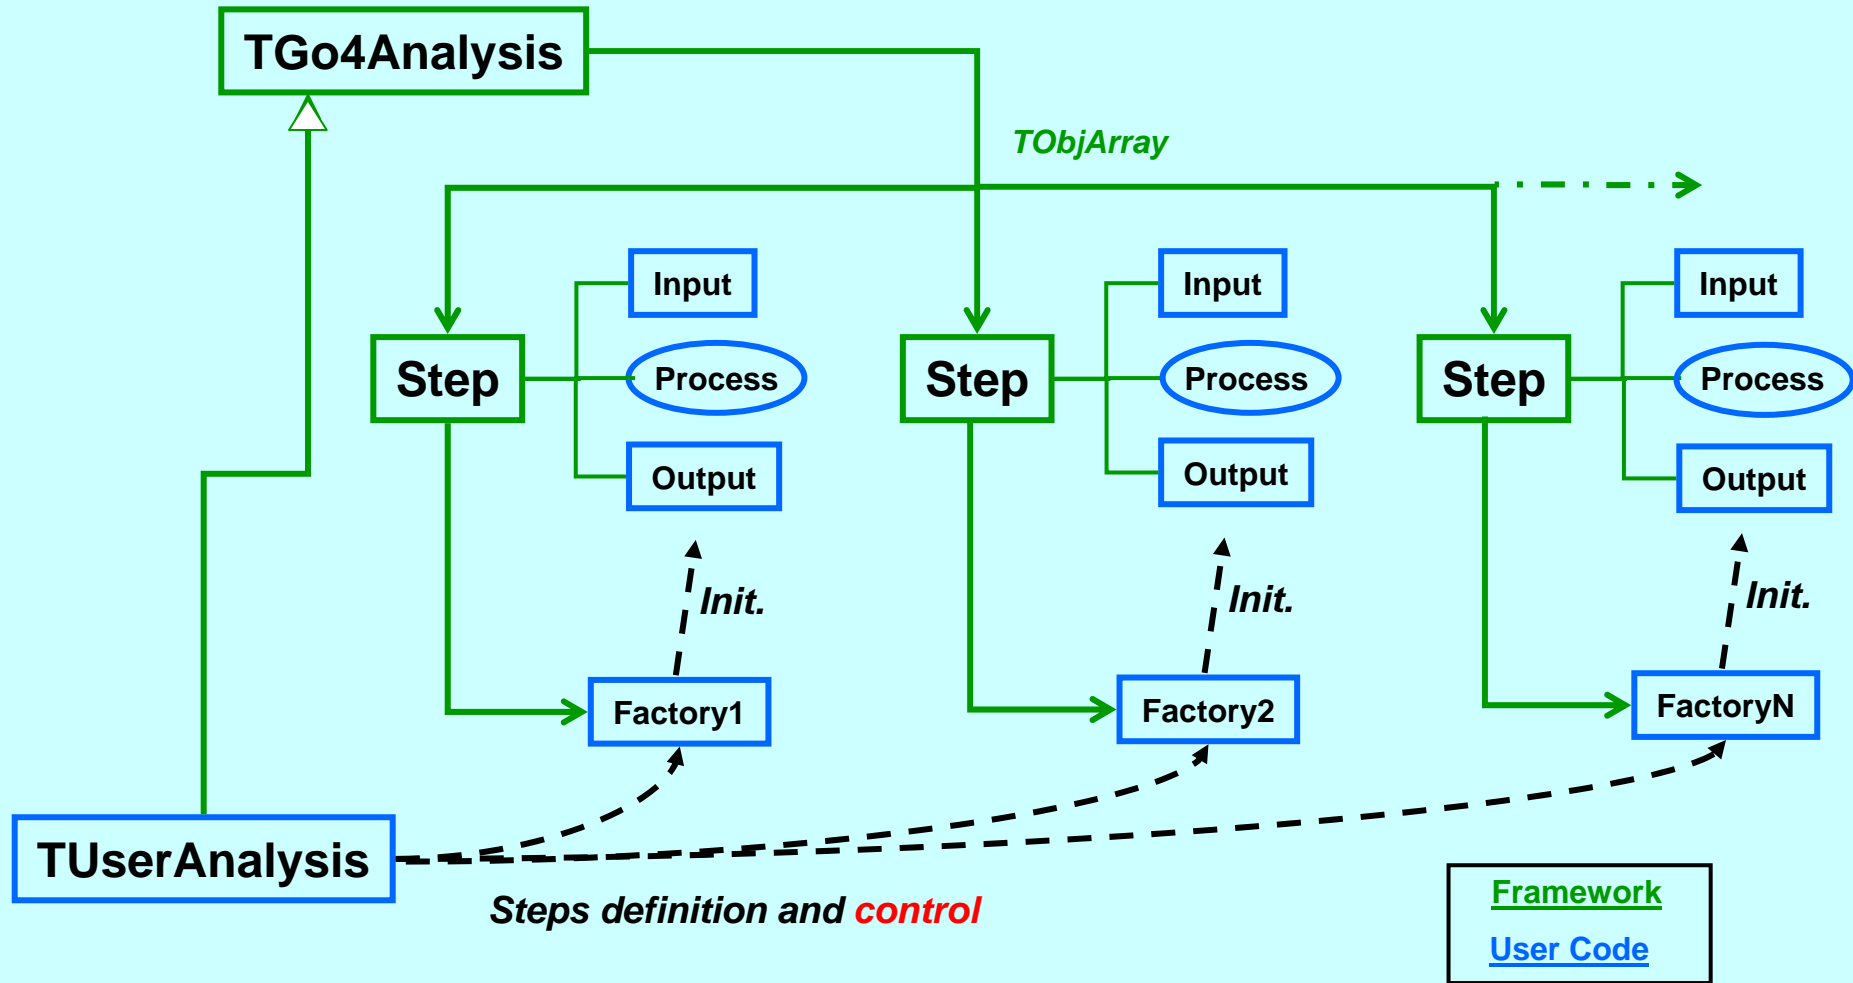 TGo4Analysis
TObjArray
Input
Input
Input
Step
Process
Step
Process
Step
Process
Output
Output
Output
Init.
Init.
Init.
Factory1
Factory2
FactoryN
TUserAnalysis
Steps definition and control
Framework
User Code